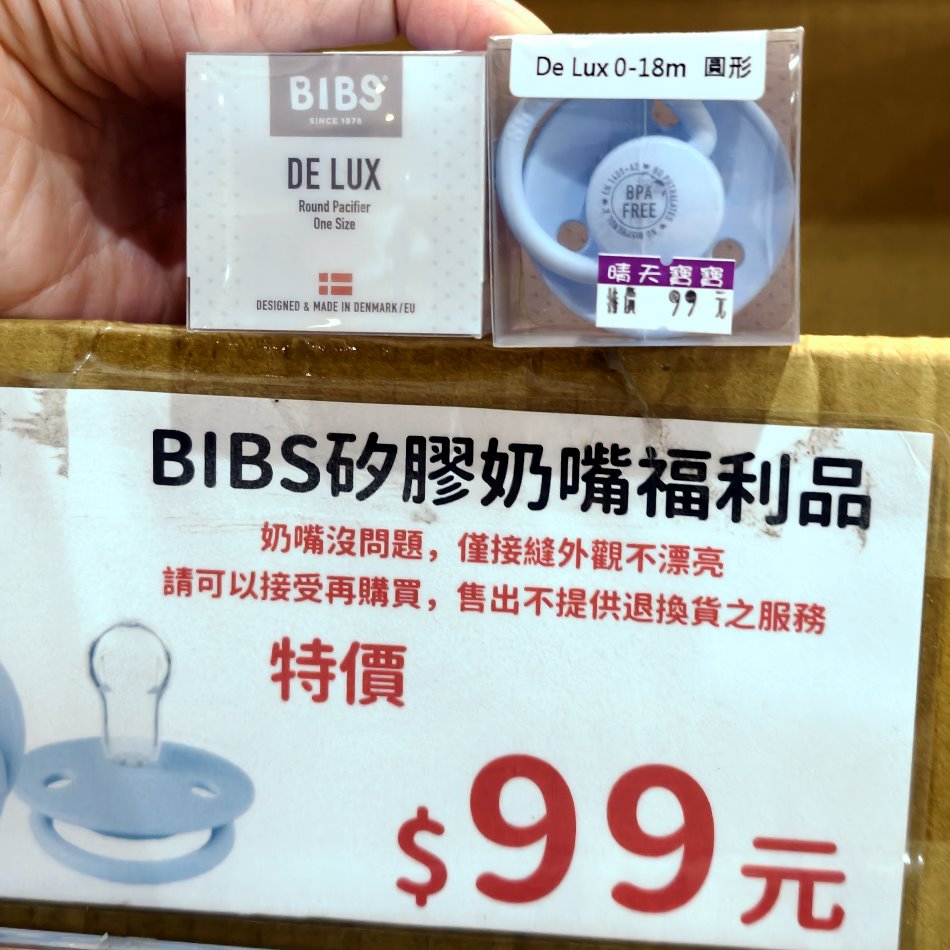 BIBS
SINCE 1978
DE LUX
Round Pacifier
One Size
DESIGNED & MADE IN DENMARK/EU
De Lux 0-18m 圓形
BPA
FREE
晴天寶寶
特價 99 元
BIBS矽膠奶嘴福利品
奶嘴沒問題，僅接縫外觀不漂亮
請可以接受再購買，售出不提供退換貨之服務
特價
$99元